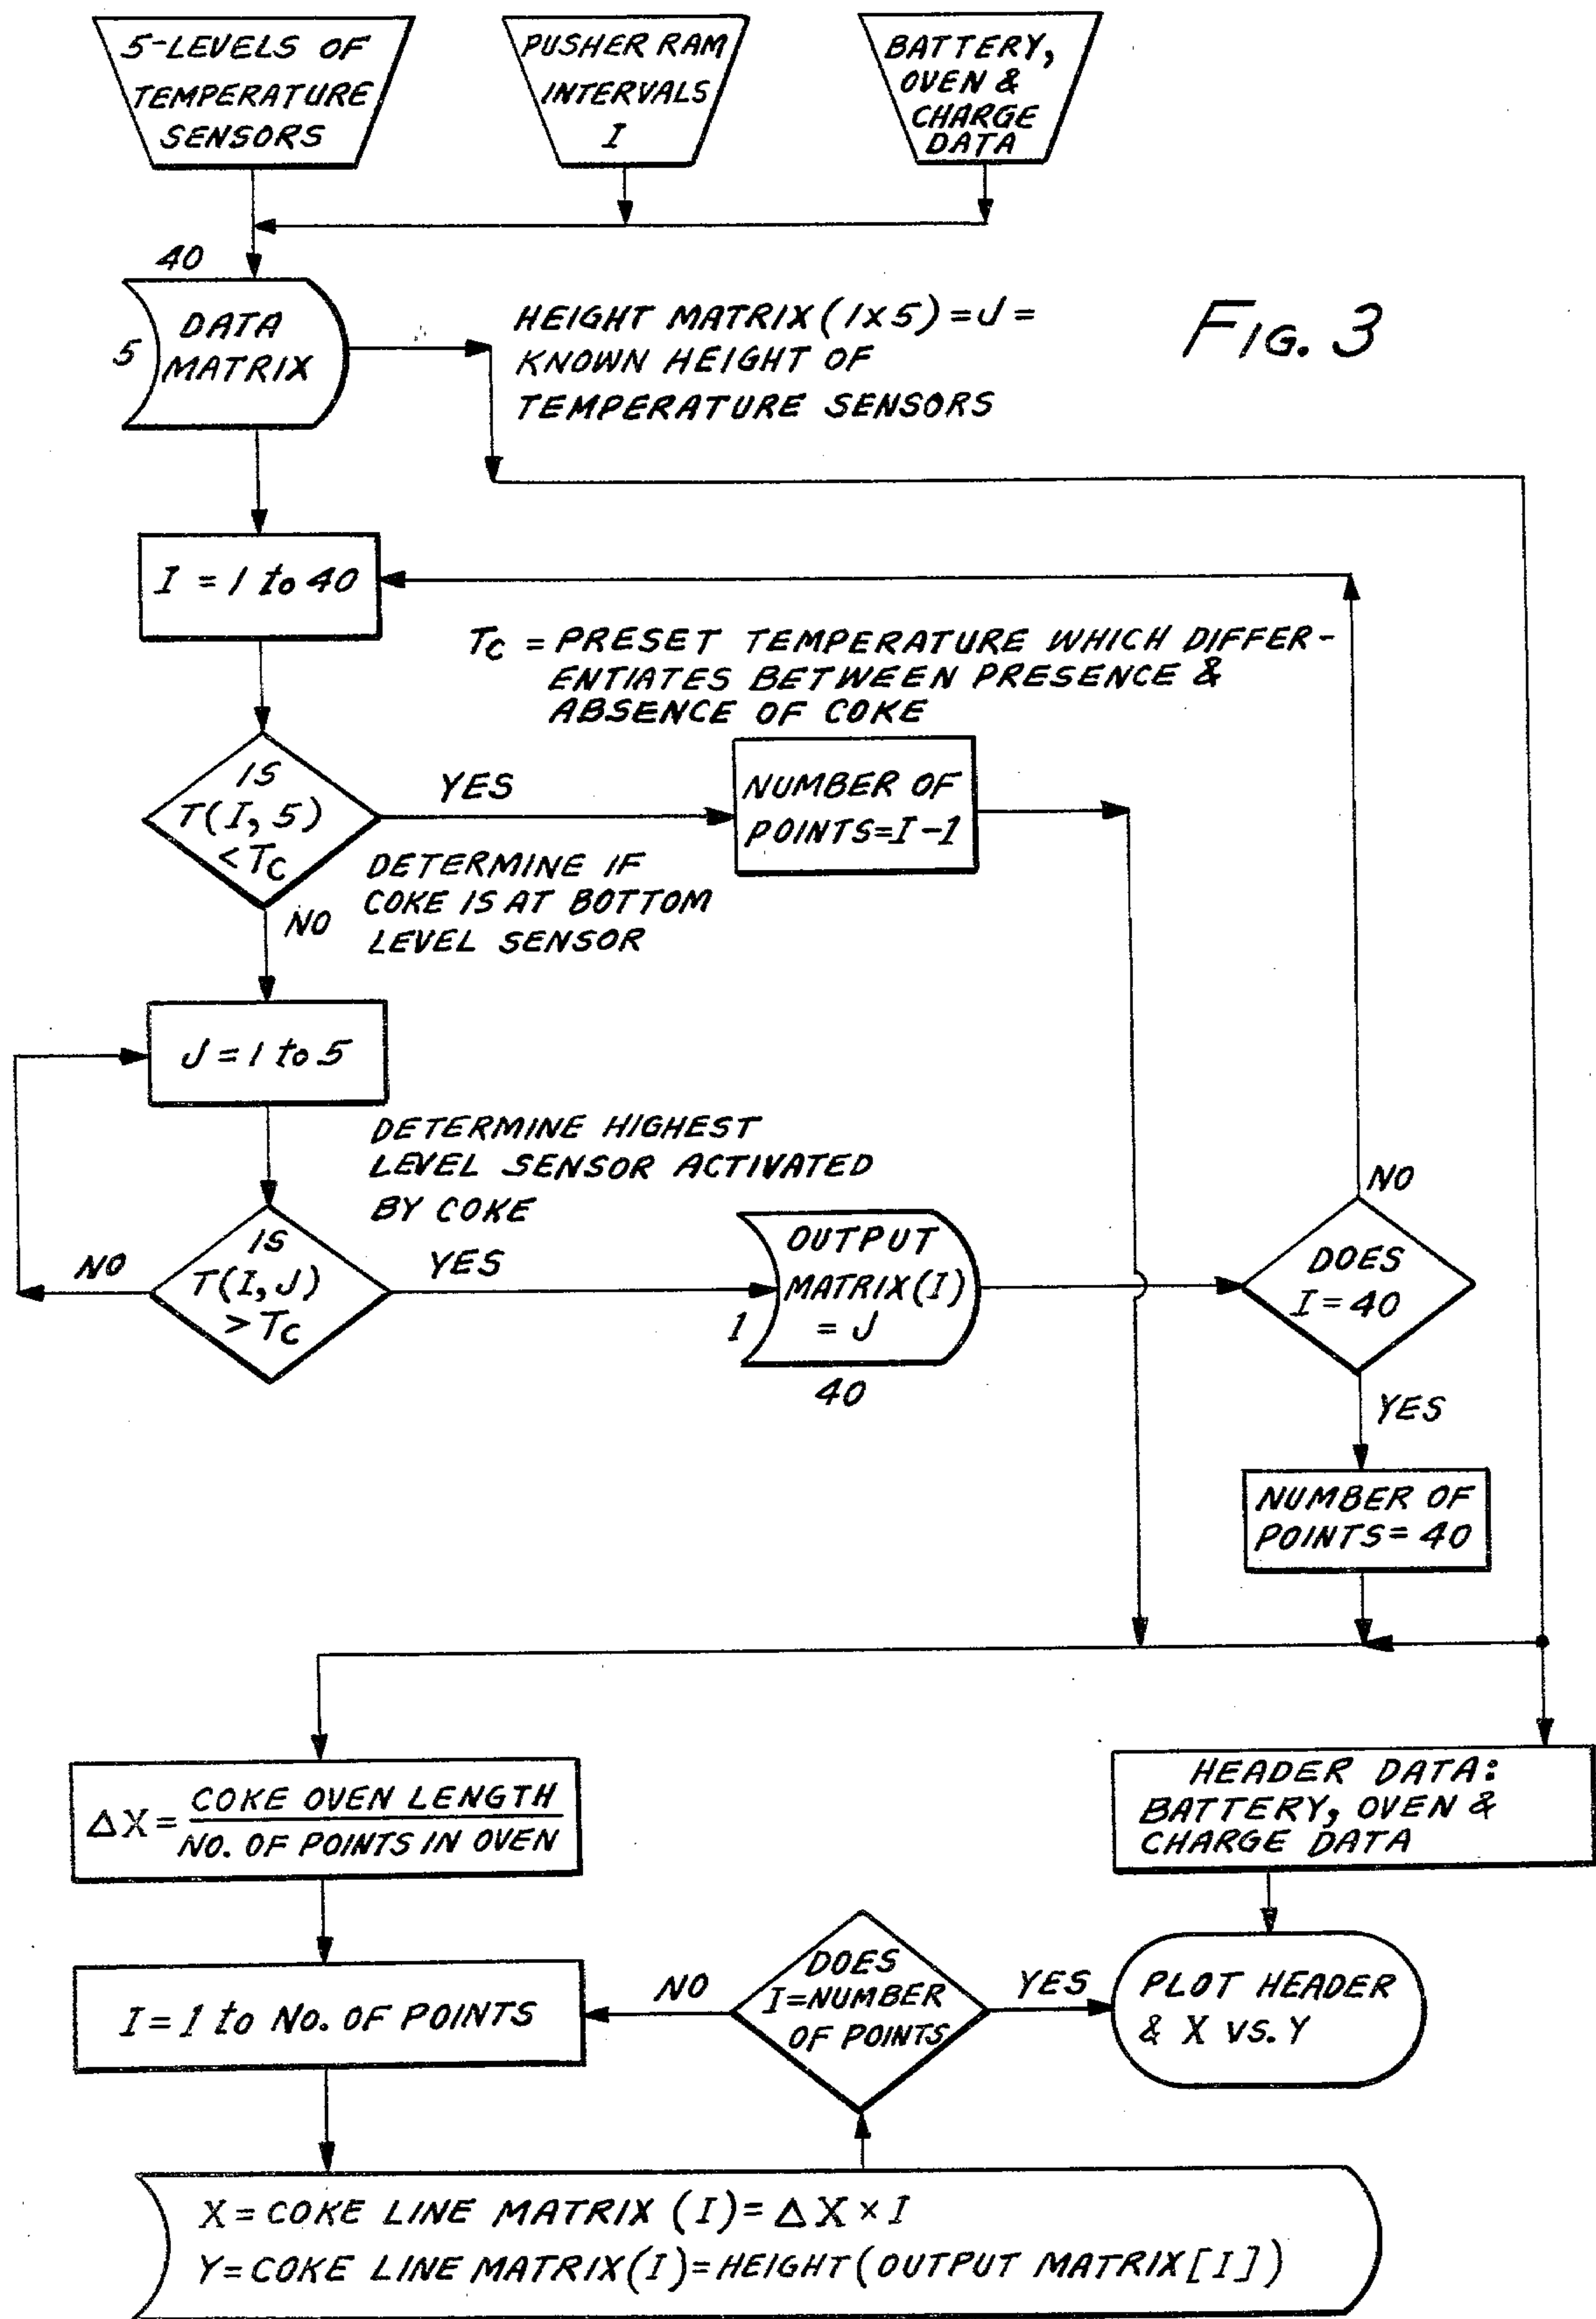 5-LEVELS OF
TEMPERATURE
SENSORS
PUSHER RAM
INTERVALS
I
BATTERY,
OVEN &
CHARGE
DATA
40
5
DATA
MATRIX
HEIGHT MATRIX (1x5) = J =
KNOWN HEIGHT OF
TEMPERATURE SENSORS
FIG. 3
I = 1 to 40
TC = PRESET TEMPERATURE WHICH DIFFER-
ENTIATES BETWEEN PRESENCE &
ABSENCE OF COKE
IS
T(I, 5)
< TC
YES
NUMBER OF
POINTS=I-1
DETERMINE IF
COKE IS AT BOTTOM
LEVEL SENSOR
NO
J = 1 to 5
DETERMINE HIGHEST
LEVEL SENSOR ACTIVATED
BY COKE
IS
T(I, J)
> TC
NO
YES
OUTPUT
MATRIX(I)
= J
1
40
DOES
I = 40
NO
YES
NUMBER OF
POINTS= 40
ΔX = COKE OVEN LENGTH
NO. OF POINTS IN OVEN
HEADER DATA:
BATTERY, OVEN &
CHARGE DATA
I = 1 to NO. OF POINTS
NO
DOES
I=NUMBER
OF POINTS
YES
PLOT HEADER
& X VS. Y
X = COKE LINE MATRIX (I) = ΔX × I
Y = COKE LINE MATRIX(I) = HEIGHT (OUTPUT MATRIX[I])